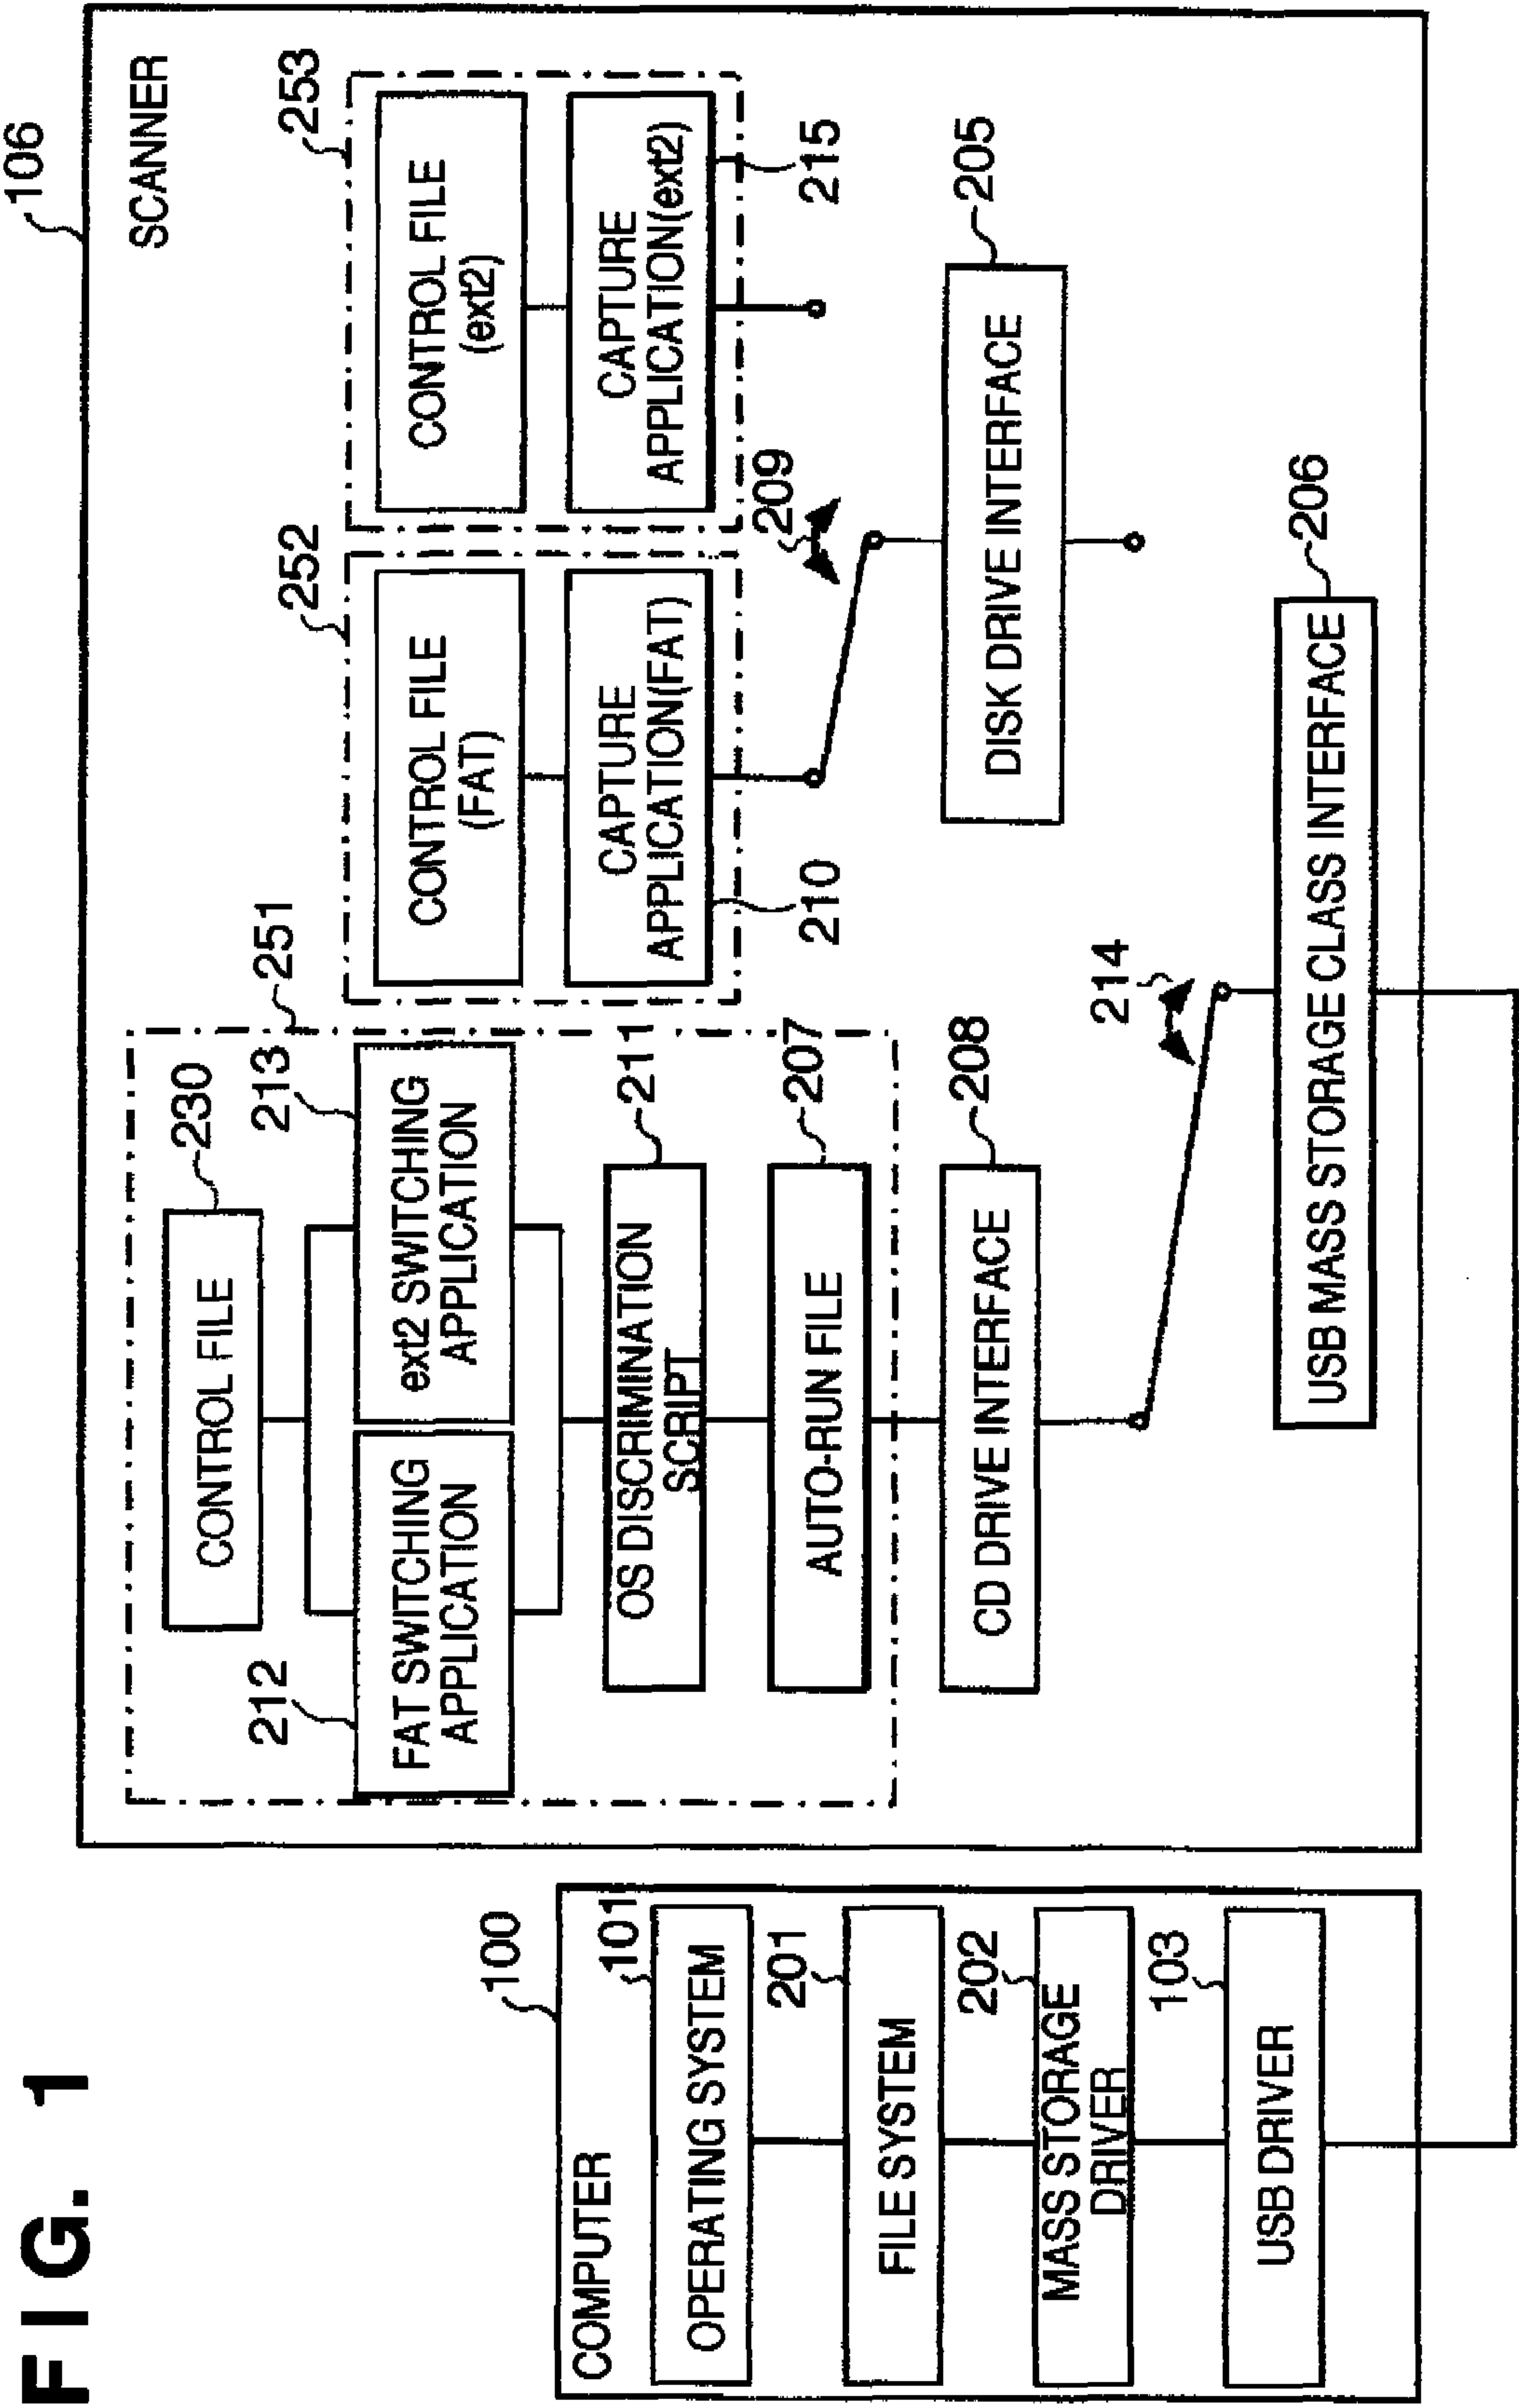 FIG. 1
100
COMPUTER
101
OPERATING SYSTEM
201
FILE SYSTEM
202
MASS STORAGE
DRIVER
103
USB DRIVER
106
SCANNER
251
230
CONTROL FILE
212
FAT SWITCHING
APPLICATION
213
ext2 SWITCHING
APPLICATION
211
OS DISCRIMINATION
SCRIPT
207
AUTO-RUN FILE
208
CD DRIVE INTERFACE
252
CONTROL FILE
(FAT)
CAPTURE
APPLICATION(FAT)
210
253
CONTROL FILE
(ext2)
CAPTURE
APPLICATION(ext2)
215
209
205
DISK DRIVE INTERFACE
214
206
USB MASS STORAGE CLASS INTERFACE